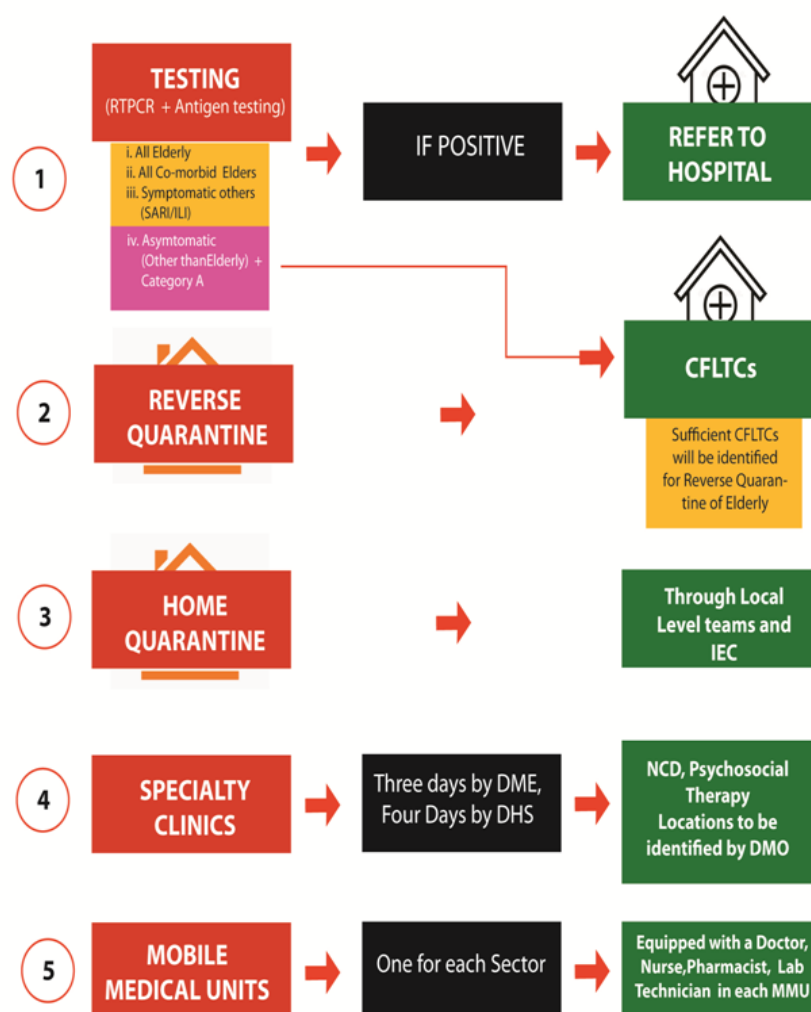 1
TESTING
(RTPCR + Antigen testing)
i. All Elderly
ii. All Co-morbid Elders
iii. Symptomatic others
(SARI/ILI)
iv. Asymtomatic
(Other thanElderly) +
Category A
IF POSITIVE
REFER TO
HOSPITAL
2
REVERSE
QUARANTINE
CFLTCs
Sufficient CFLTCs
will be identified
for Reverse Quaran-
tine of Elderly
3
HOME
QUARANTINE
Through Local
Level teams and
IEC
4
SPECIALTY
CLINICS
Three days by DME,
Four Days by DHS
NCD, Psychosocial
Therapy
Locations to be
identified by DMO
5
MOBILE
MEDICAL UNITS
One for each Sector
Equipped with a Doctor,
Nurse,Pharmacist, Lab
Technician in each MMU